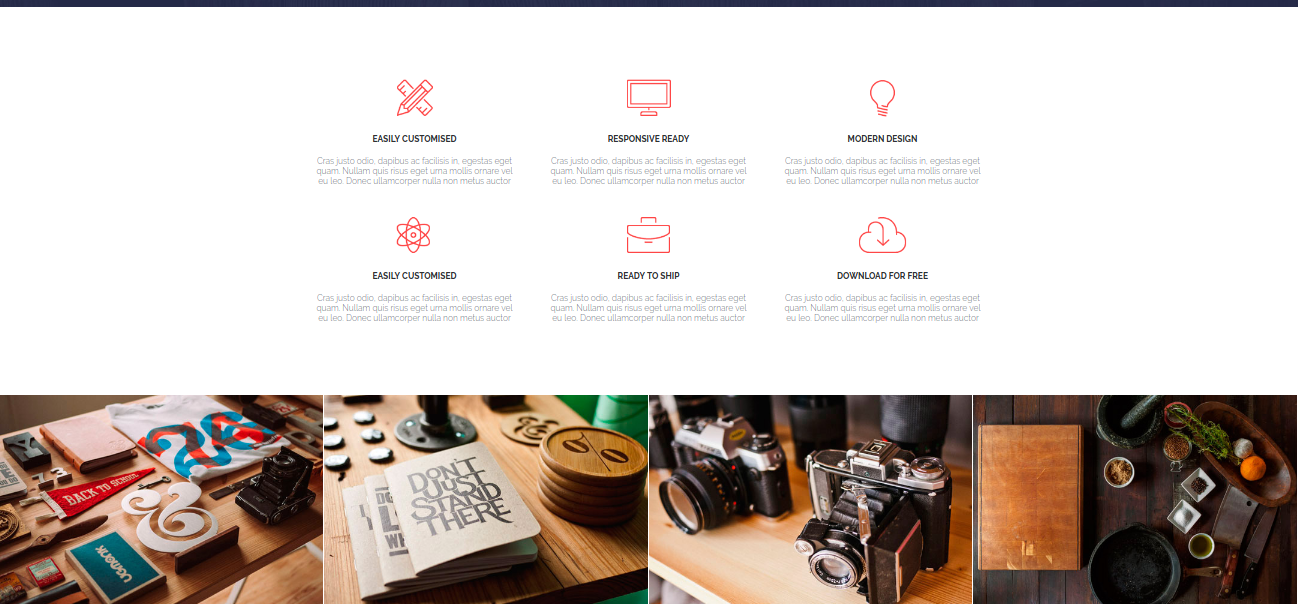 EASILY CUSTOMISED
Cras justo odio, dapibus ac facilisis in, egestas eget
quam. Nullam quis risus eget urna mollis ornare vel
eu leo. Donec ullamcorper nulla non metus auctor
RESPONSIVE READY
Cras justo odio, dapibus ac facilisis in, egestas eget
quam. Nullam quis risus eget urna mollis ornare vel
eu leo. Donec ullamcorper nulla non metus auctor
MODERN DESIGN
Cras justo odio, dapibus ac facilisis in, egestas eget
quam. Nullam quis risus eget urna mollis ornare vel
eu leo. Donec ullamcorper nulla non metus auctor
EASILY CUSTOMISED
Cras justo odio, dapibus ac facilisis in, egestas eget
quam. Nullam quis risus eget urna mollis ornare vel
eu leo. Donec ullamcorper nulla non metus auctor
READY TO SHIP
Cras justo odio, dapibus ac facilisis in, egestas eget
quam. Nullam quis risus eget urna mollis ornare vel
eu leo. Donec ullamcorper nulla non metus auctor
DOWNLOAD FOR FREE
Cras justo odio, dapibus ac facilisis in, egestas eget
quam. Nullam quis risus eget urna mollis ornare vel
eu leo. Donec ullamcorper nulla non metus auctor
BACK TO SCHOOL
&
DON'T
JUST
STAND
THERE
%